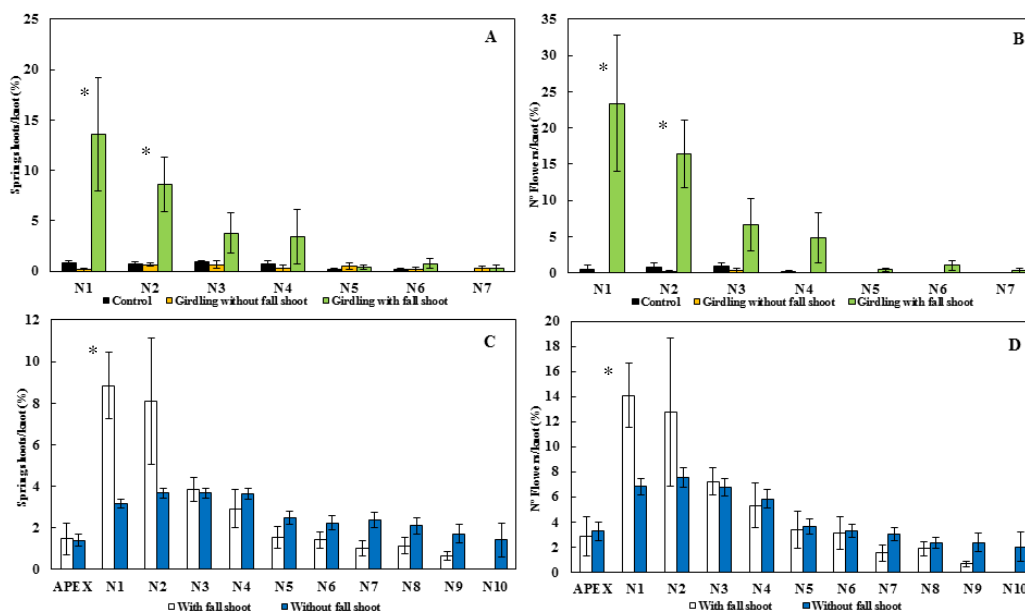 A
Springshoots/knot (%)
25
20
15
10
5
0
*
*
N1 N2 N3 N4 N5 N6 N7
Control Girdling without fall shoot Girdling with fall shoot
B
Nº Flowers/knot (%)
35
30
25
20
15
10
5
0
*
*
N1 N2 N3 N4 N5 N6 N7
Control Girdling without fall shoot Girdling with fall shoot
C
Springshoots/knot (%)
12
10
8
6
4
2
0
*
APEX N1 N2 N3 N4 N5 N6 N7 N8 N9 N10
With fall shoot Without fall shoot
D
Nº Flowers/knot (%)
20
18
16
14
12
10
8
6
4
2
0
*
APEX N1 N2 N3 N4 N5 N6 N7 N8 N9 N10
With fall shoot Without fall shoot